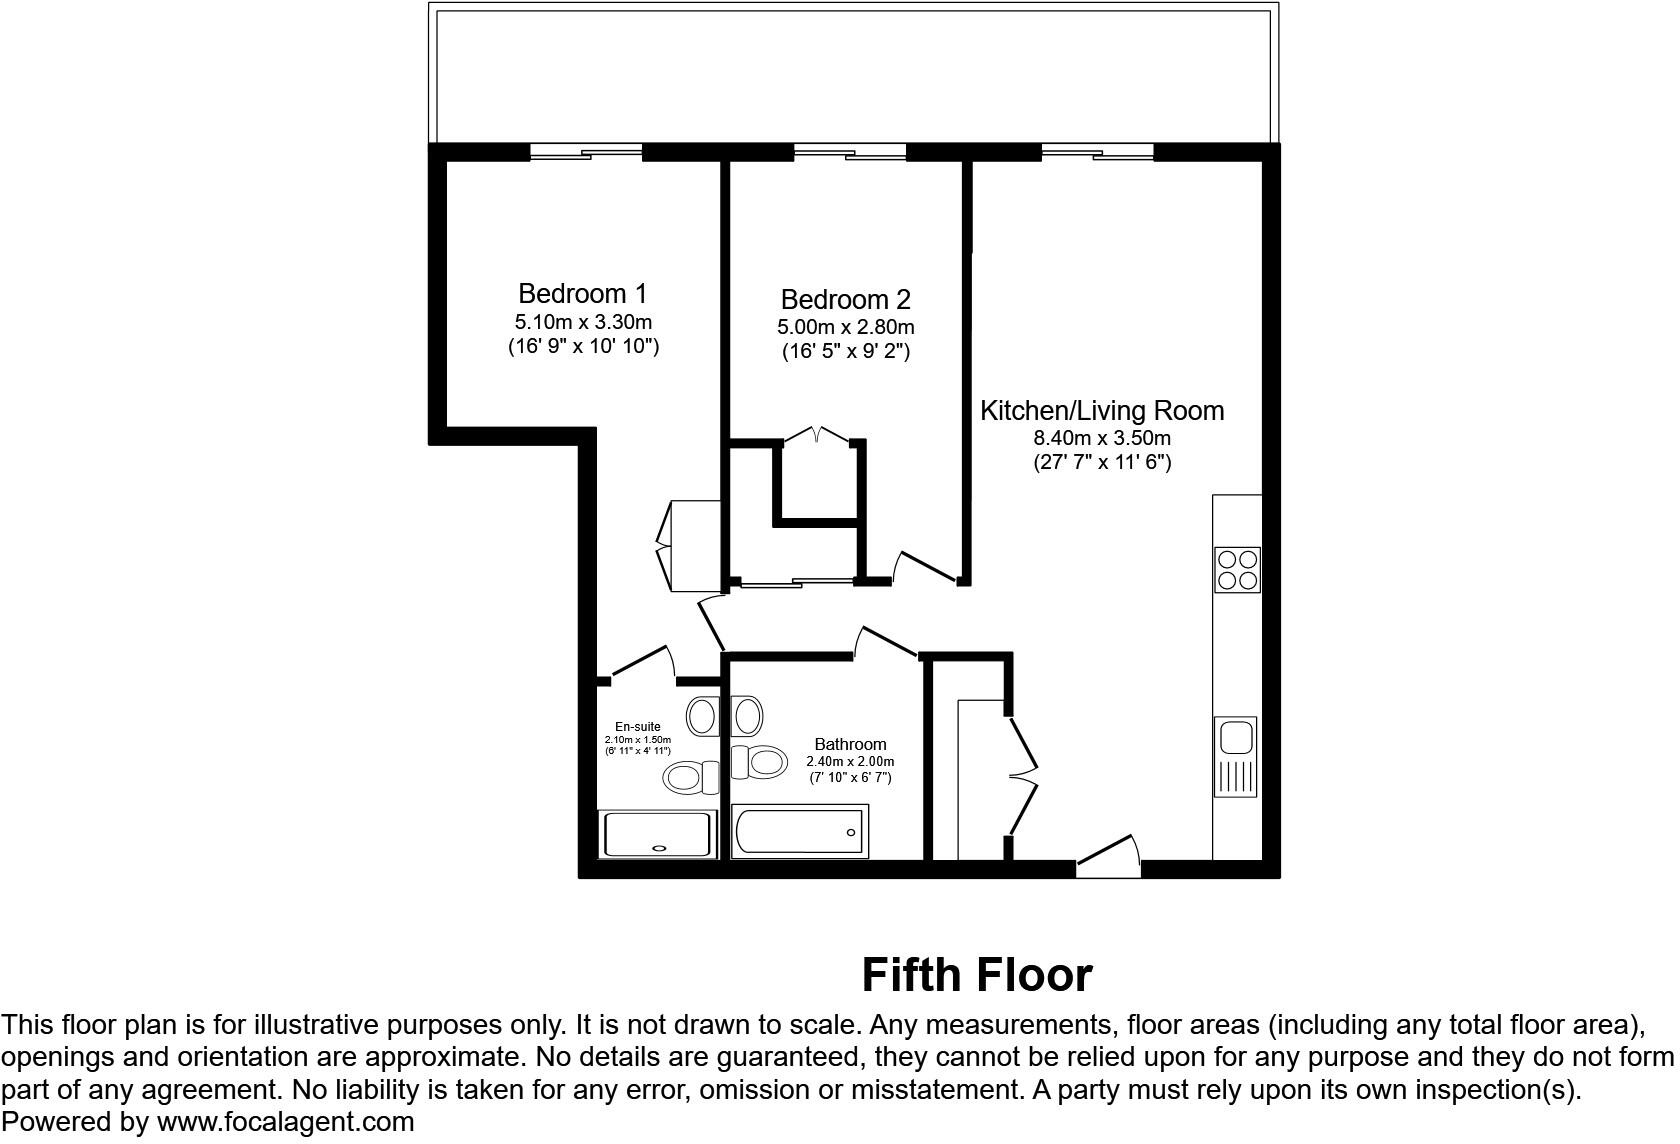 Bedroom 1
5.10m x 3.30m
(16' 9" x 10' 10")
Bedroom 2
5.00m x 2.80m
(16' 5" x 9' 2")
Kitchen/Living Room
8.40m x 3.50m
(27' 7" x 11' 6")
En-suite
2.10m x 1.50m
(6' 11" x 4' 11")
Bathroom
2.40m x 2.00m
(7' 10" x 6' 7")
Fifth Floor
This floor plan is for illustrative purposes only. It is not drawn to scale. Any measurements, floor areas (including any total floor area),
openings and orientation are approximate. No details are guaranteed, they cannot be relied upon for any purpose and they do not form
part of any agreement. No liability is taken for any error, omission or misstatement. A party must rely upon its own inspection(s).
Powered by www.focalagent.com